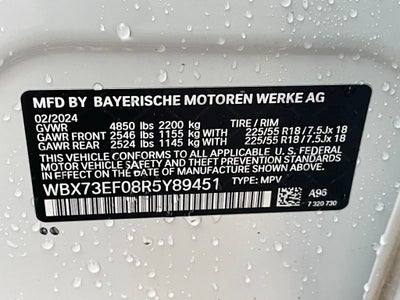 MFD BY BAYERISCHE MOTOREN WERKE AG
02/2024 TIRE / RIM
GVWR 4850 lbs 2200 kg
GAWR FRONT 2546 lbs 1155 kg WITH 225/55 R18 / 7.5Jx 18
GAWR REAR 2524 lbs 1145 kg WITH 225/55 R18 / 7.5Jx 18
THIS VEHICLE CONFORMS TO ALL APPLICABLE U.S. FEDERAL
MOTOR VEHICLE SAFETY, AND THEFT PREVENTION STANDARDS
IN EFFECT ON THE DATE OF MANUFACTURE SHOWN ABOVE.
WBX73EF08R5Y89451 TYPE: MPV
A96
7 320 730